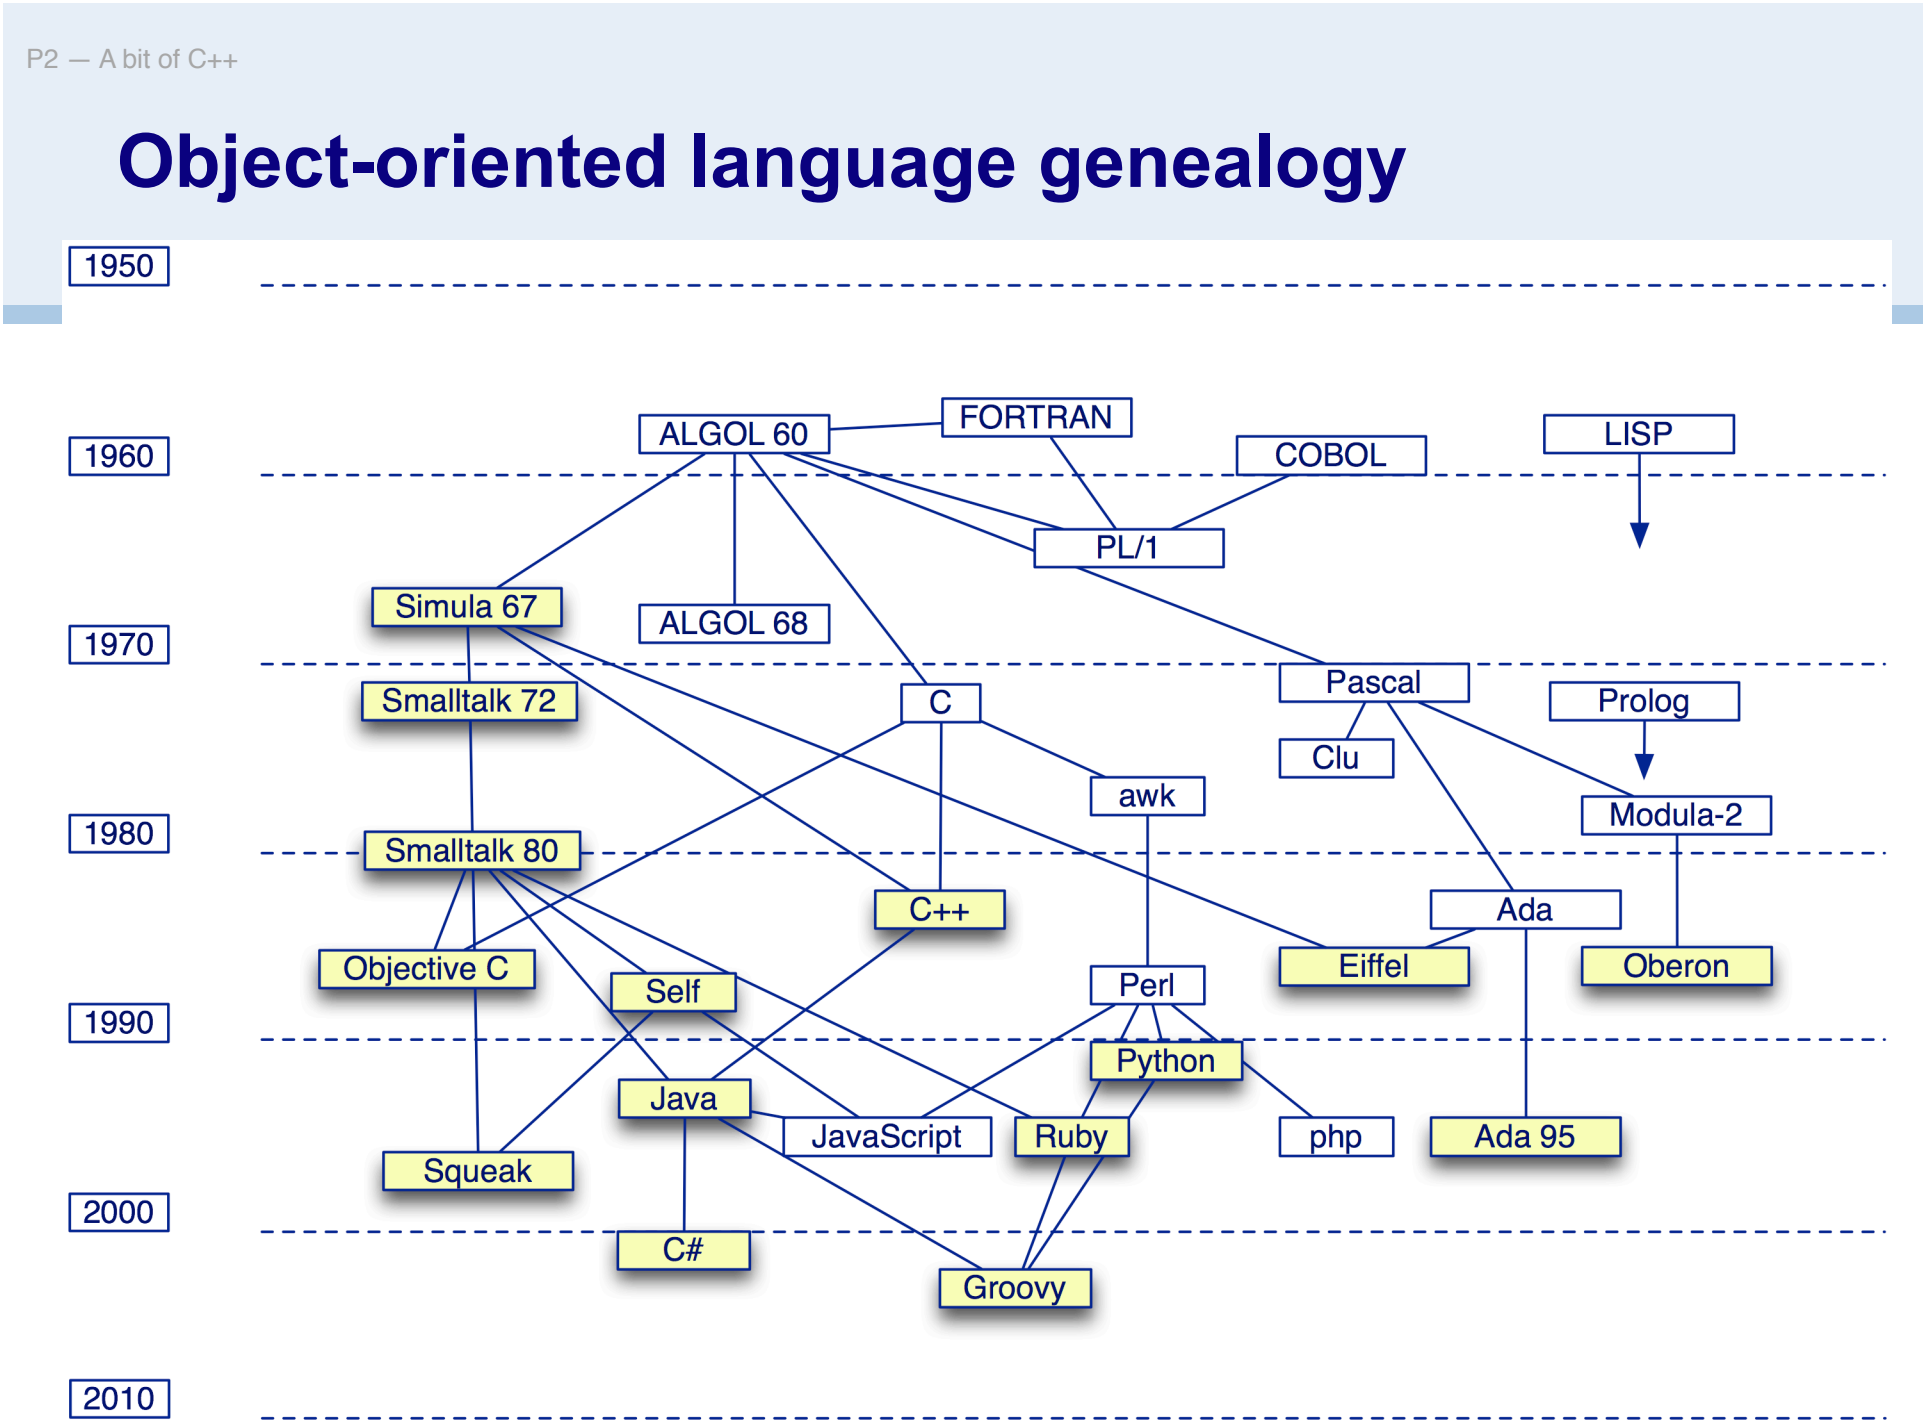 P2 — A bit of C++
Object-oriented language genealogy
1950
FORTRAN
ALGOL 60
LISP
COBOL
1960
PL/1
Simula 67
ALGOL 68
1970
Pascal
Smalltalk 72
C
Prolog
Clu
awk
Modula-2
1980
Smalltalk 80
C++
Ada
Objective C
Eiffel
Oberon
Self
Perl
1990
Python
Java
JavaScript
Ruby
php
Ada 95
Squeak
2000
C#
Groovy
2010